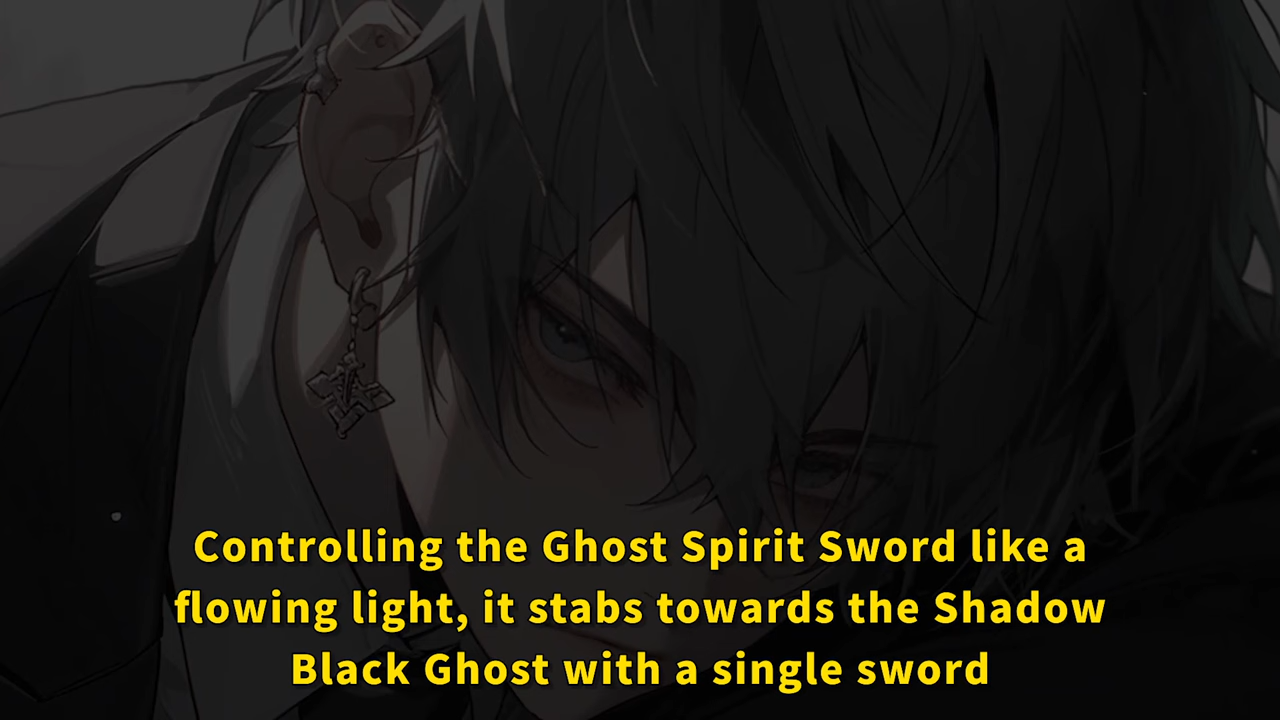 Controlling the Ghost Spirit Sword like a
flowing light, it stabs towards the Shadow
Black Ghost with a single sword